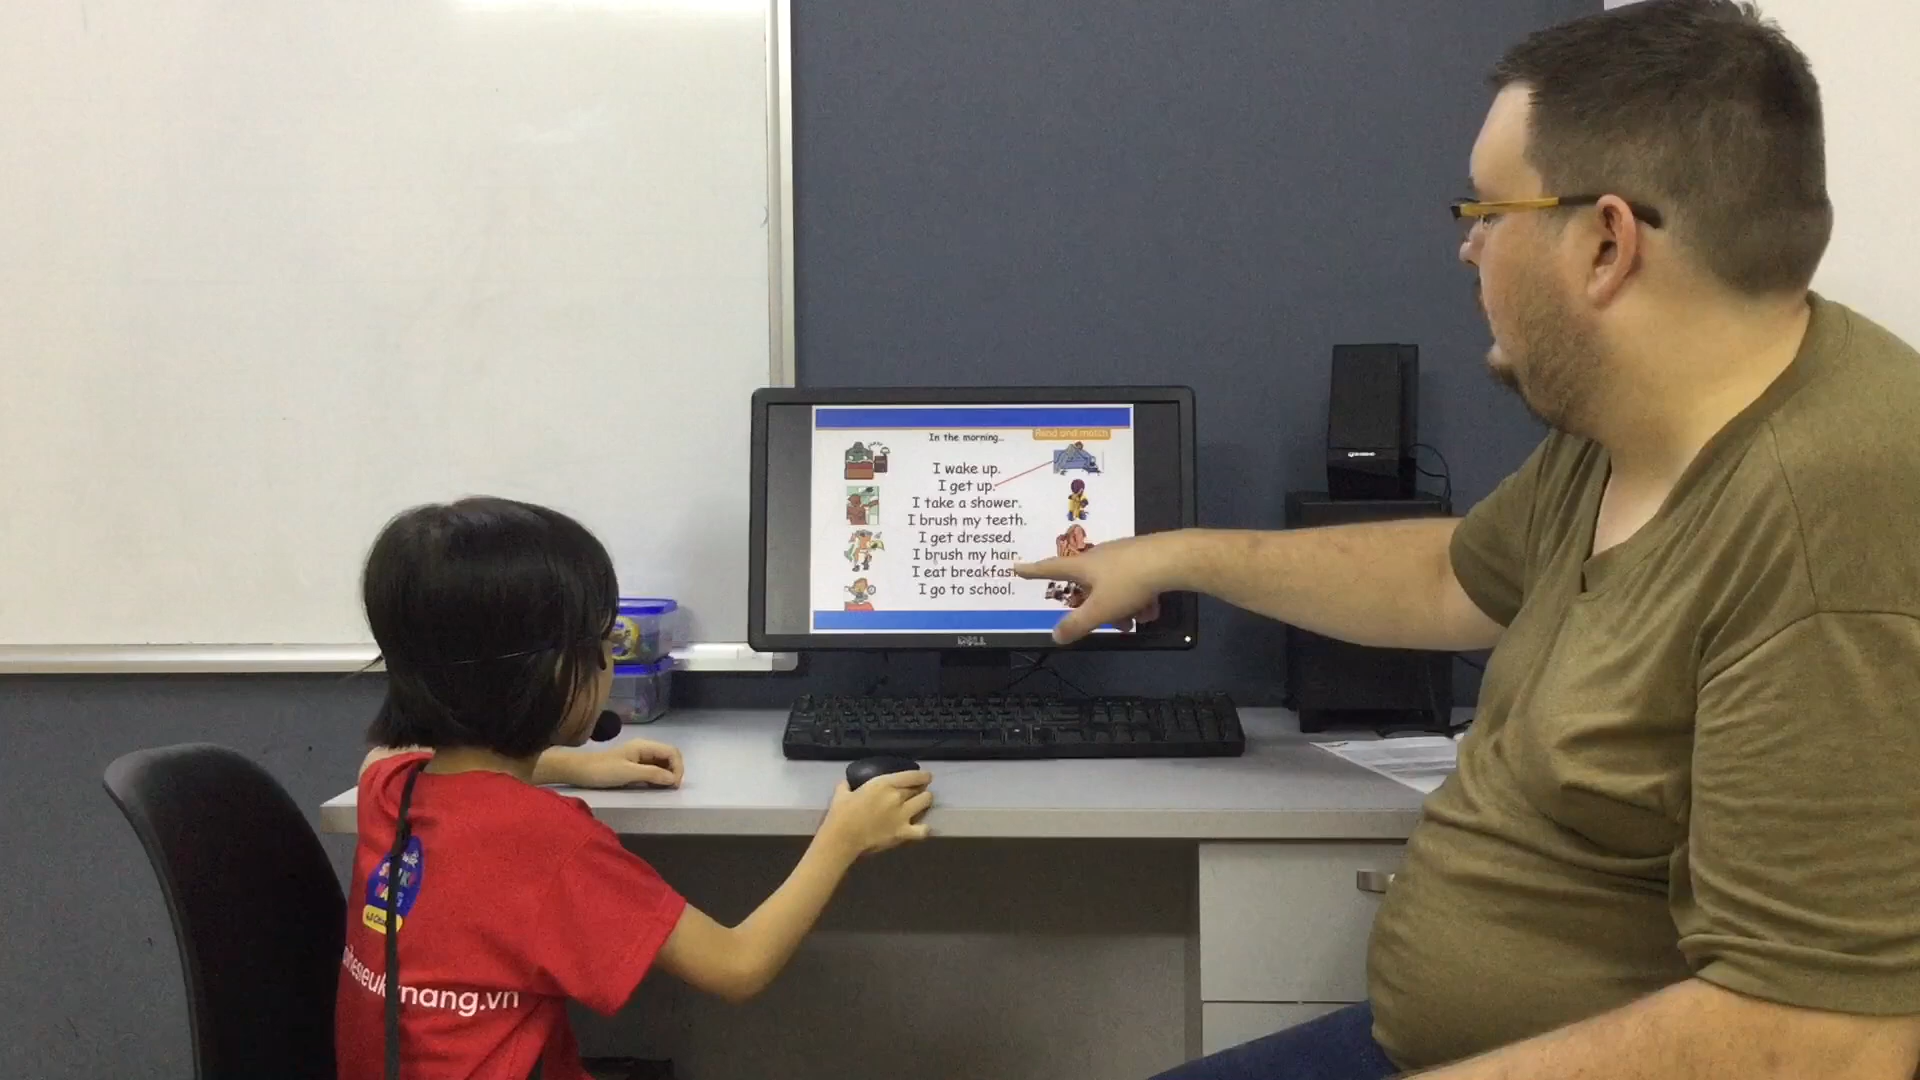 In the morning...
Read and match
I wake up.
I get up.
I take a shower.
I brush my teeth.
I get dressed.
I brush my hair.
I eat breakfast
I go to school.
DELL
nang.vn